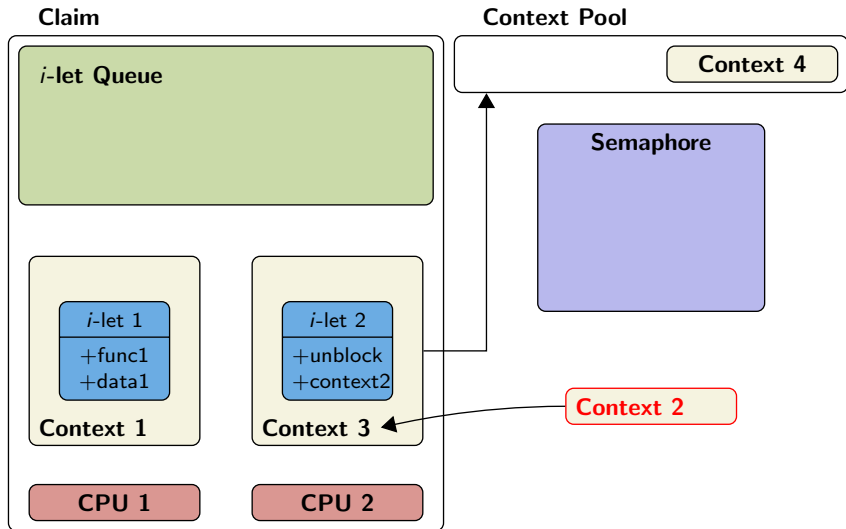 Claim
Context Pool
i-let Queue
Context 4
Semaphore
i-let 1
+func1
+data1
Context 1
i-let 2
+unblock
+context2
Context 3
Context 2
CPU 1
CPU 2